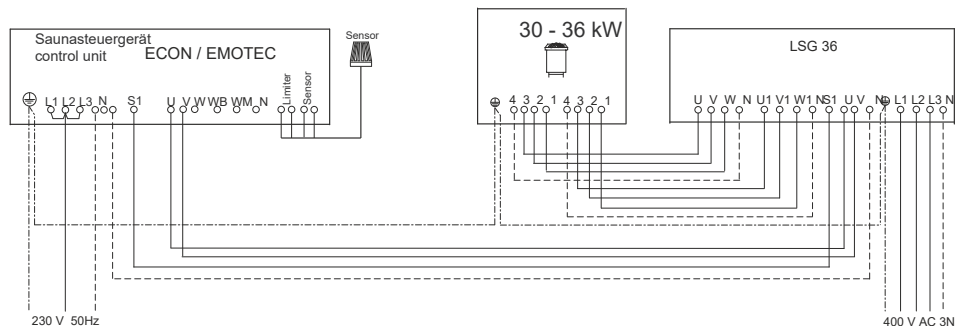 Saunasteuergerät
control unit ECON / EMOTEC
L1 L2 L3 N S1 U V W WB WM N Limiter Sensor
Sensor
30 - 36 kW
4 3 2 1 4 3 2 1
LSG 36
U V W N U1 V1 W1 N S1 U V N L1 L2 L3 N
230 V 50Hz
400 V AC 3N